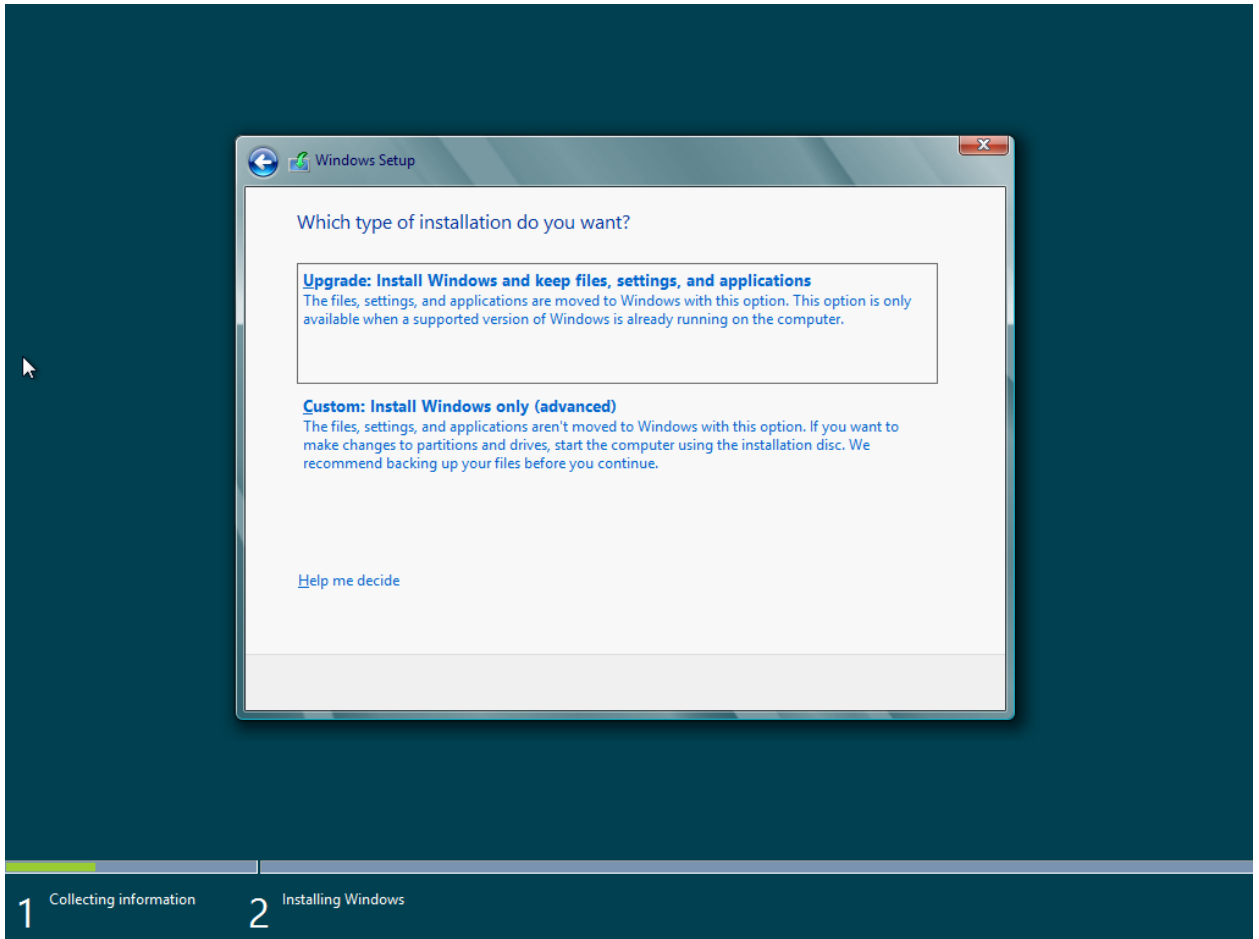 Windows Setup
Which type of installation do you want?
Upgrade: Install Windows and keep files, settings, and applications
The files, settings, and applications are moved to Windows with this option. This option is only
available when a supported version of Windows is already running on the computer.
Custom: Install Windows only (advanced)
The files, settings, and applications aren't moved to Windows with this option. If you want to
make changes to partitions and drives, start the computer using the installation disc. We
recommend backing up your files before you continue.
Help me decide
1 Collecting information
2 Installing Windows